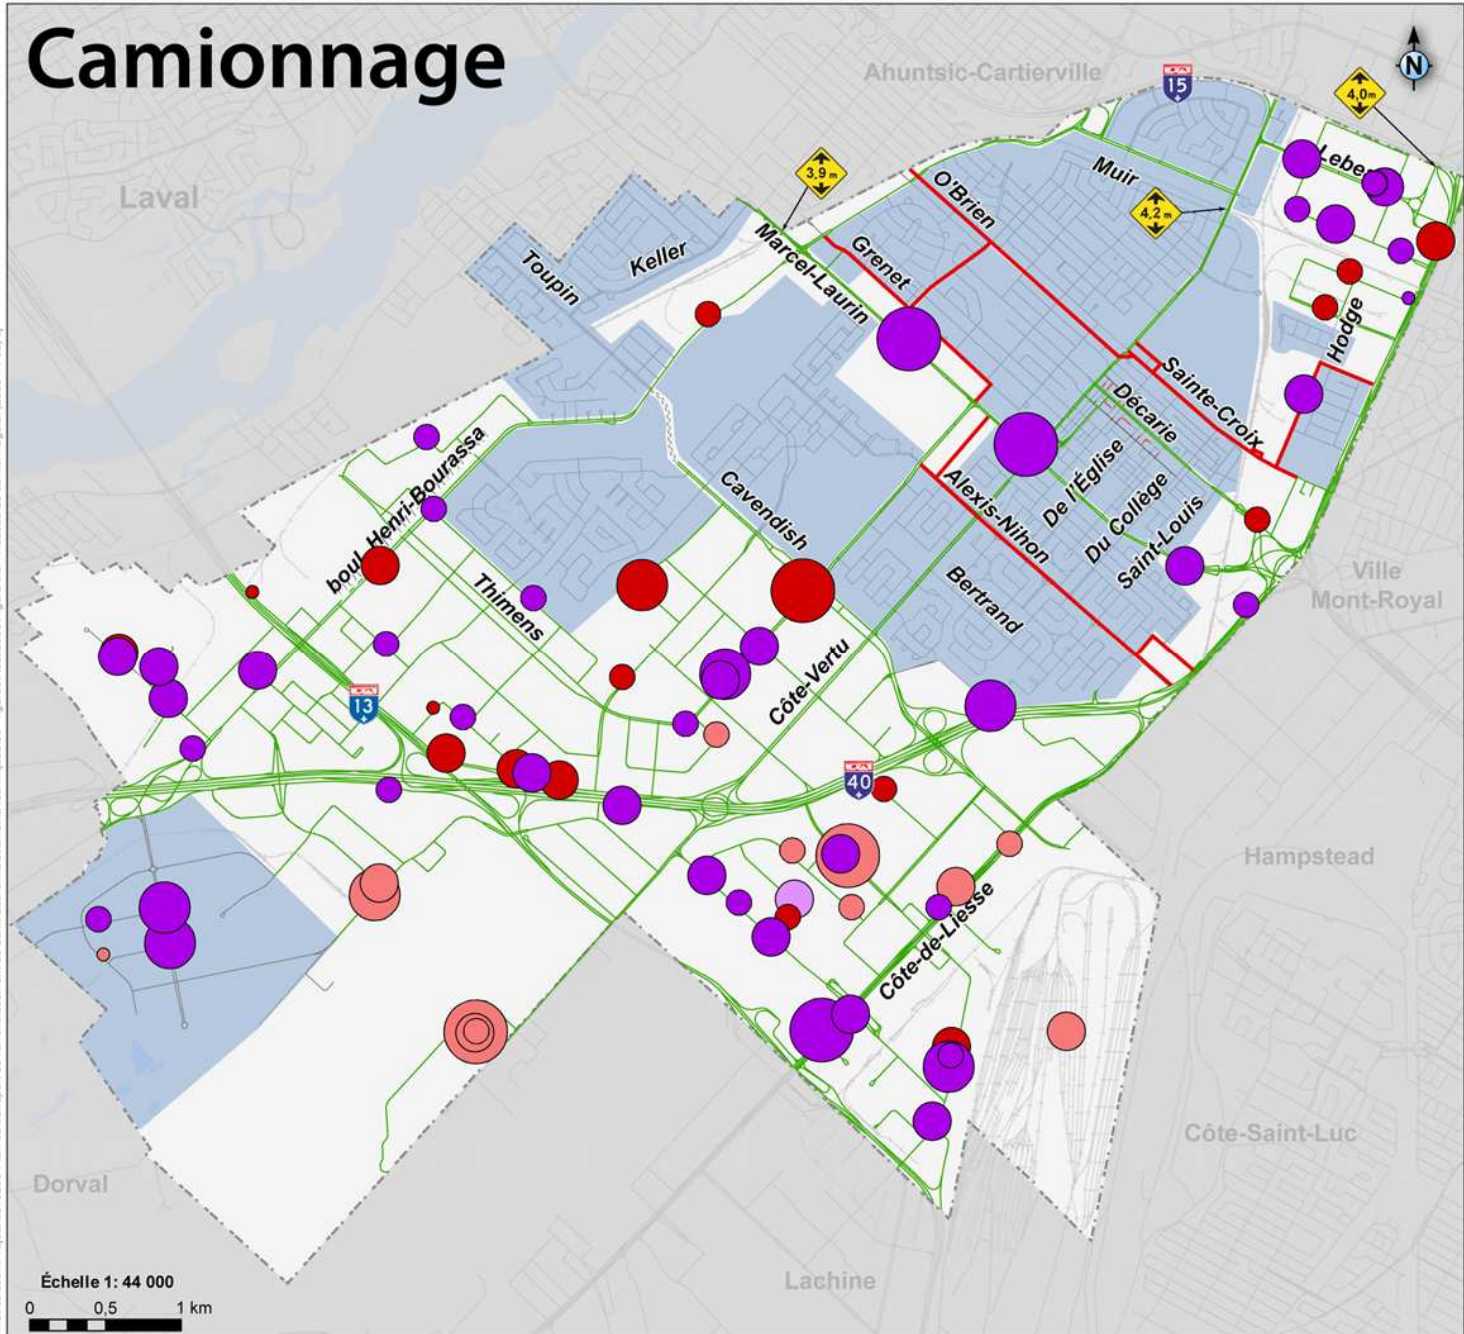 Camionnage
Ahuntsic-Cartierville
15
N
4,0 m
Laval
3,9 m
Muir
Leber
4,2 m
O'Brien
Toupin
Keller
Marcel-Laurin
Grenet
Hodge
Sainte-Croix
Décarie
boul. Henri-Bourassa
Cavendish
Alexis-Nihon
De l'Église
Du Collège
Saint-Louis
Thimens
Bertrand
Ville
Mont-Royal
Côte-Vertu
13
40
Hampstead
Côte-de-Liesse
Côte-Saint-Luc
Dorval
Lachine
Échelle 1: 44 000
0 0,5 1 km